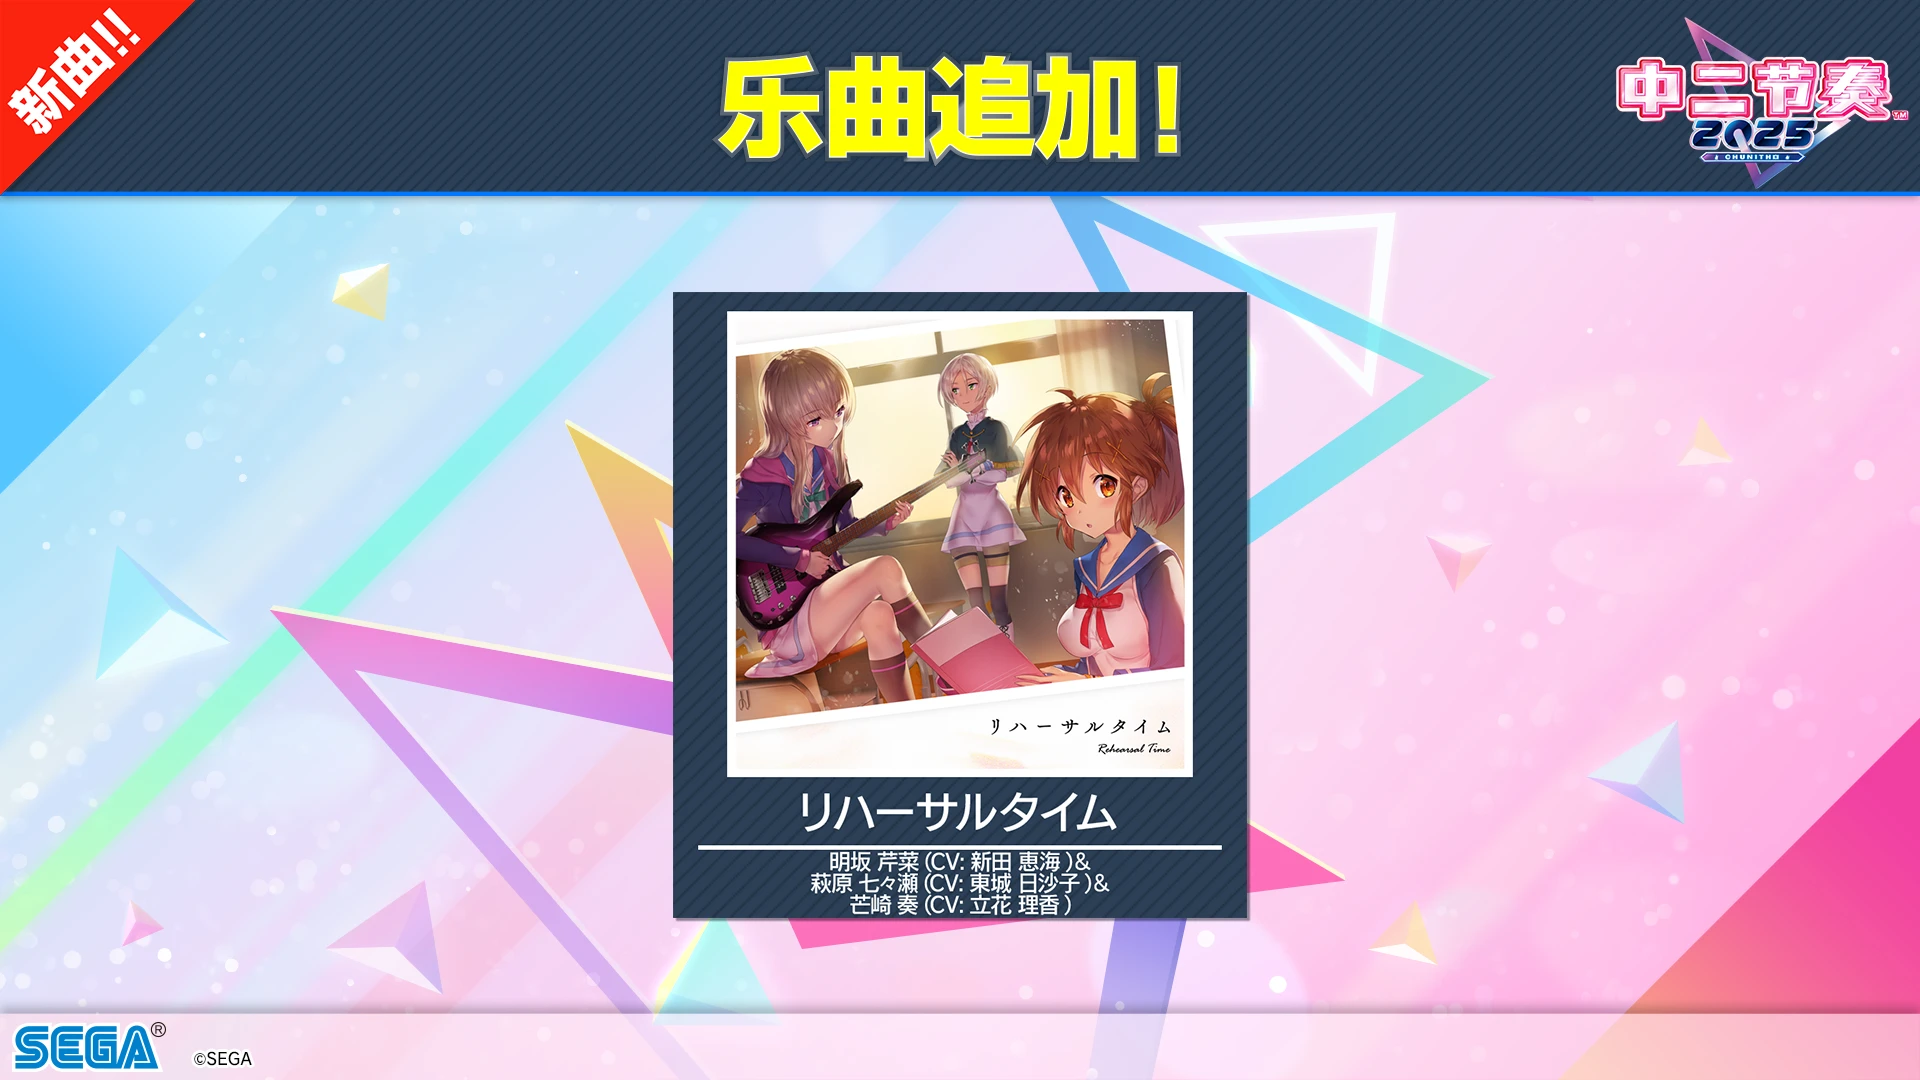 新曲!!
乐曲追加!
中二节奏
TM
2025
CHUNITHM
リハーサルタイム
Rehearsal Time
リハーサルタイム
明坂 芹菜 (CV: 新田 恵海 )&
萩原 七々瀬 (CV: 東城 日沙子 )&
芒崎 奏 (CV: 立花 理香 )
SEGA®
©SEGA